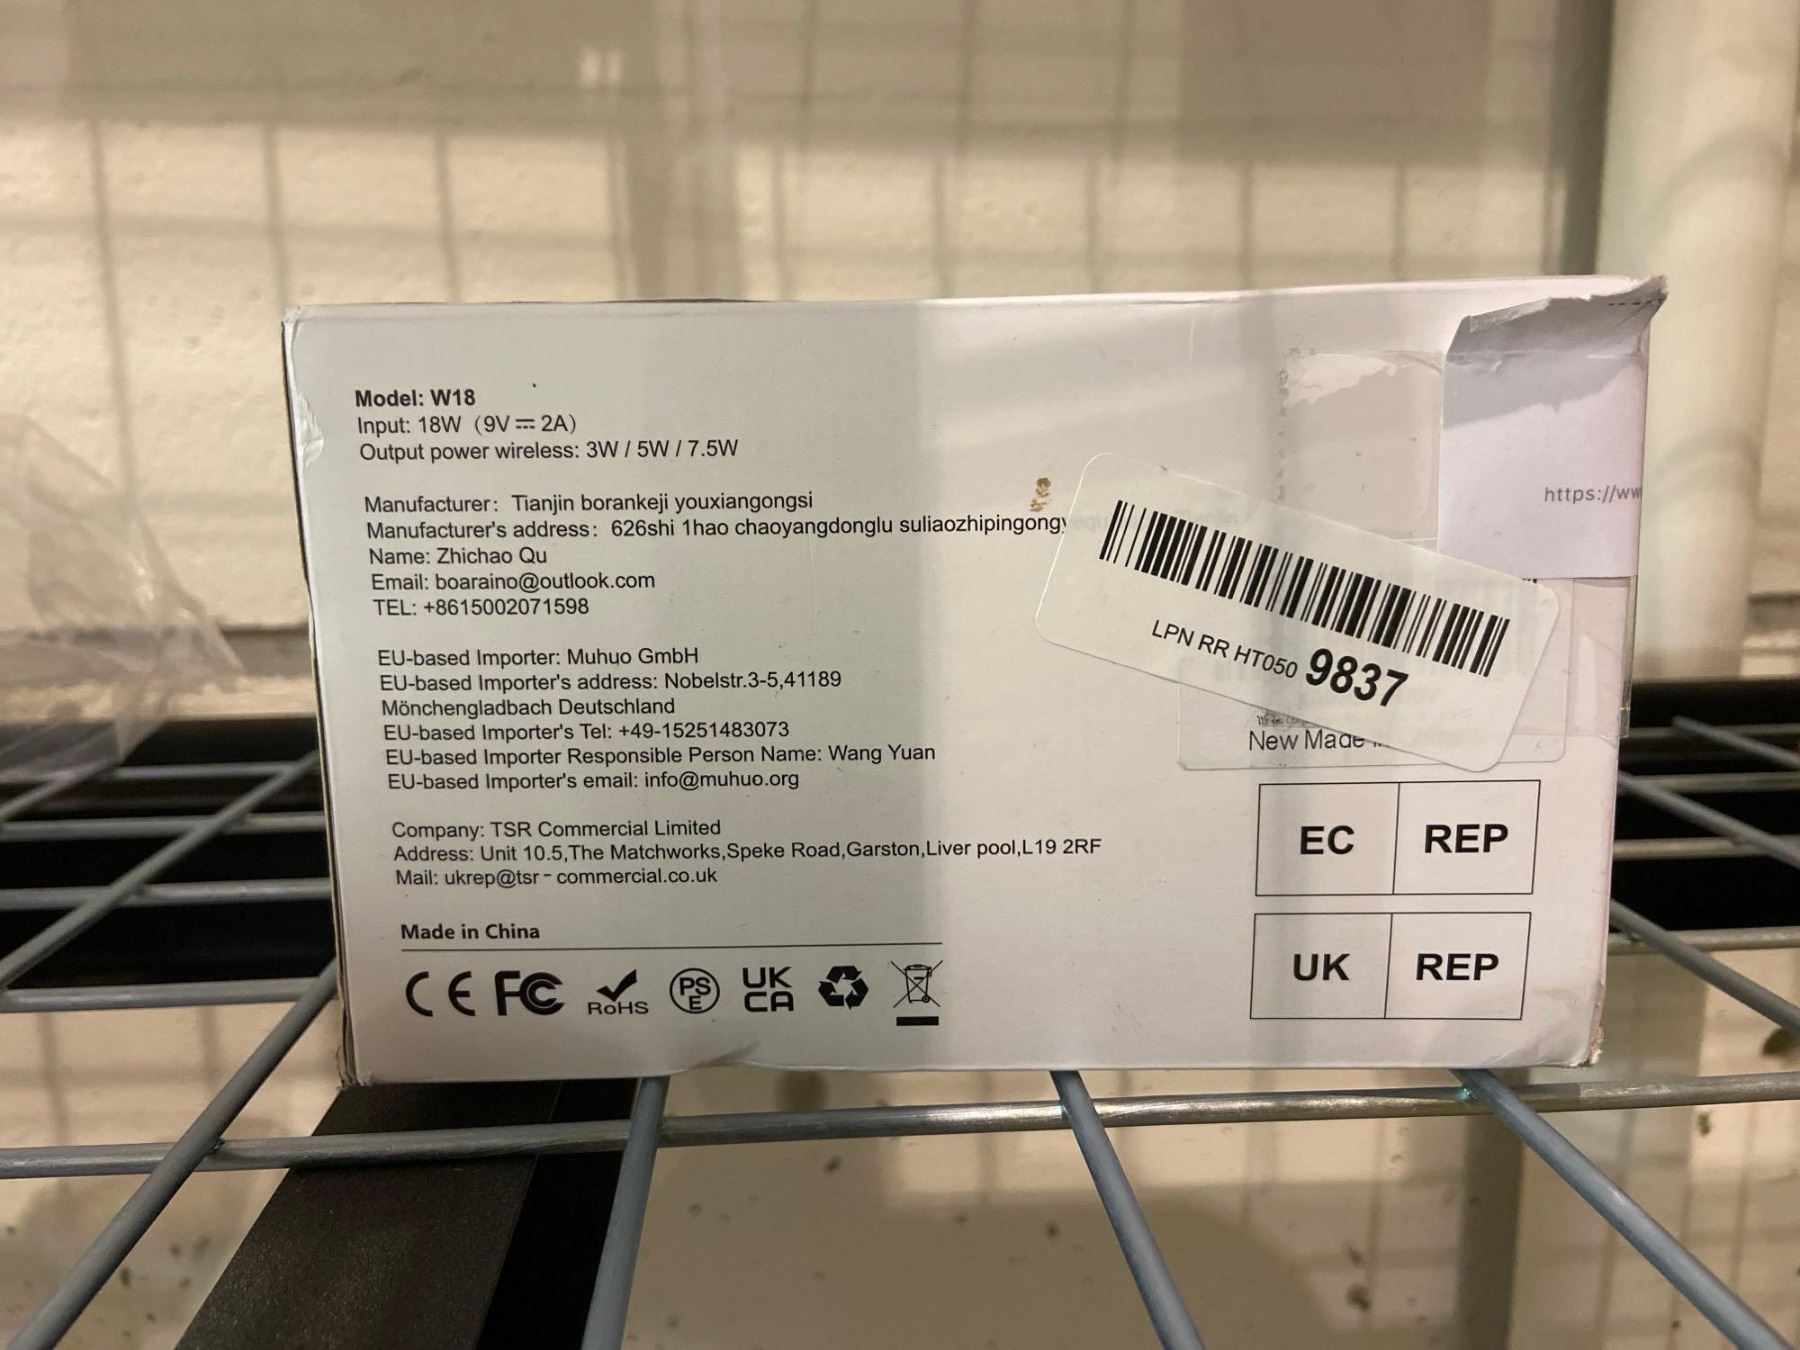 Model: W18
Input: 18W (9V⎓2A)
Output power wireless: 3W / 5W / 7.5W
Manufacturer: Tianjin borankeji youxiangongsi
Manufacturer's address: 626shi 1hao chaoyangdonglu suliaozhipingongy
Name: Zhichao Qu
Email: boaraino@outlook.com
TEL: +8615002071598
EU-based Importer: Muhuo GmbH
EU-based Importer's address: Nobelstr.3-5,41189
Mönchengladbach Deutschland
EU-based Importer's Tel: +49-15251483073
EU-based Importer Responsible Person Name: Wang Yuan
EU-based Importer's email: info@muhuo.org
Company: TSR Commercial Limited
Address: Unit 10.5,The Matchworks,Speke Road,Garston,Liver pool,L19 2RF
Mail: ukrep@tsr-commercial.co.uk
Made in China
CE FC RoHS PSE UKCA
https://ww
LPN RR HT050 9837
New Made
EC REP
UK REP